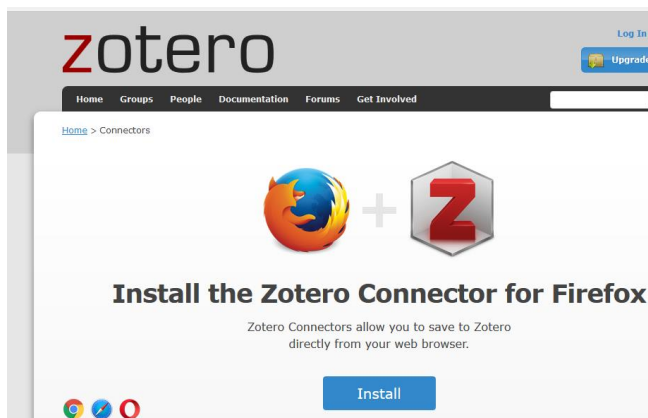 zotero
Log In
Upgrade
Home Groups People Documentation Forums Get Involved
Home > Connectors
Z
Install the Zotero Connector for Firefox
Zotero Connectors allow you to save to Zotero
directly from your web browser.
Install